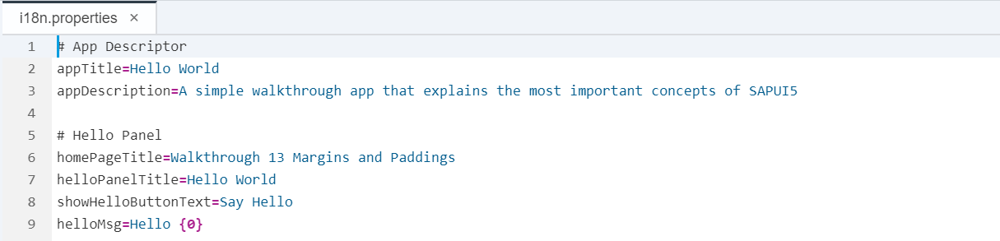 i18n.properties ×
1 # App Descriptor
2 appTitle=Hello World
3 appDescription=A simple walkthrough app that explains the most important concepts of SAPUI5
4
5 # Hello Panel
6 homePageTitle=Walkthrough 13 Margins and Paddings
7 helloPanelTitle=Hello World
8 showHelloButtonText=Say Hello
9 helloMsg=Hello {0}